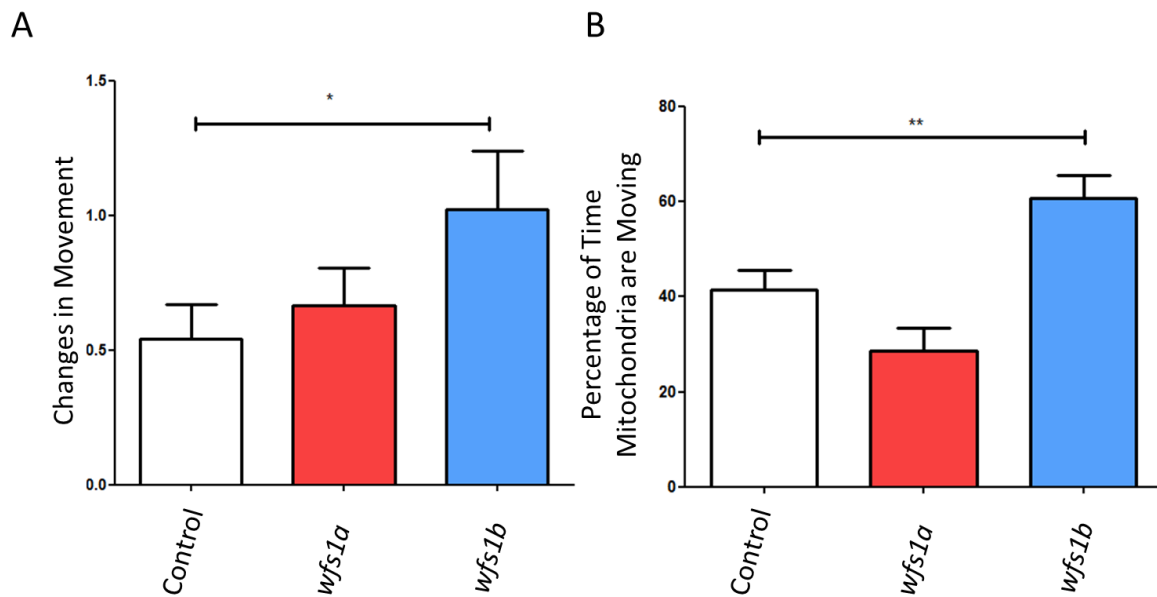 A
Changes in Movement
1.5
1.0
0.5
0.0
*
Control
wfs1a
wfs1b
B
Percentage of Time
Mitochondria are Moving
80
60
40
20
0
**
Control
wfs1a
wfs1b